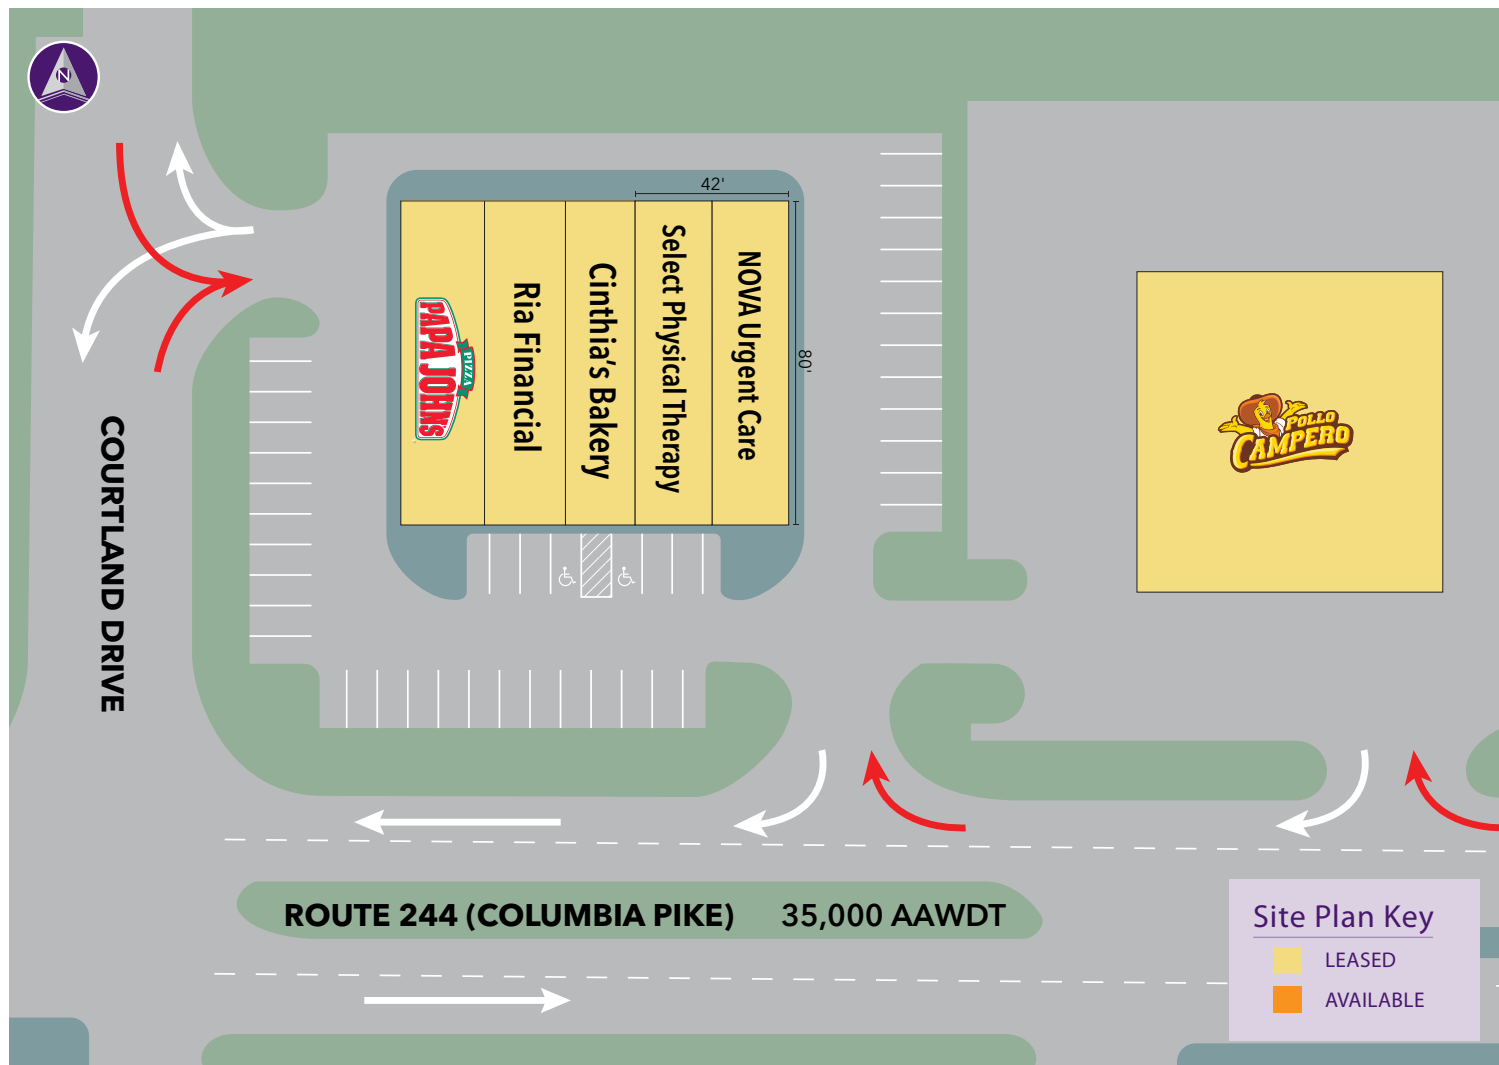 N
42'
80'
PIZZA
PAPA JOHNS
Ria Financial
Cinthia's Bakery
Select Physical Therapy
NOVA Urgent Care
POLLO
CAMPERO
COURTLAND DRIVE
ROUTE 244 (COLUMBIA PIKE) 35,000 AAWDT
Site Plan Key
LEASED
AVAILABLE